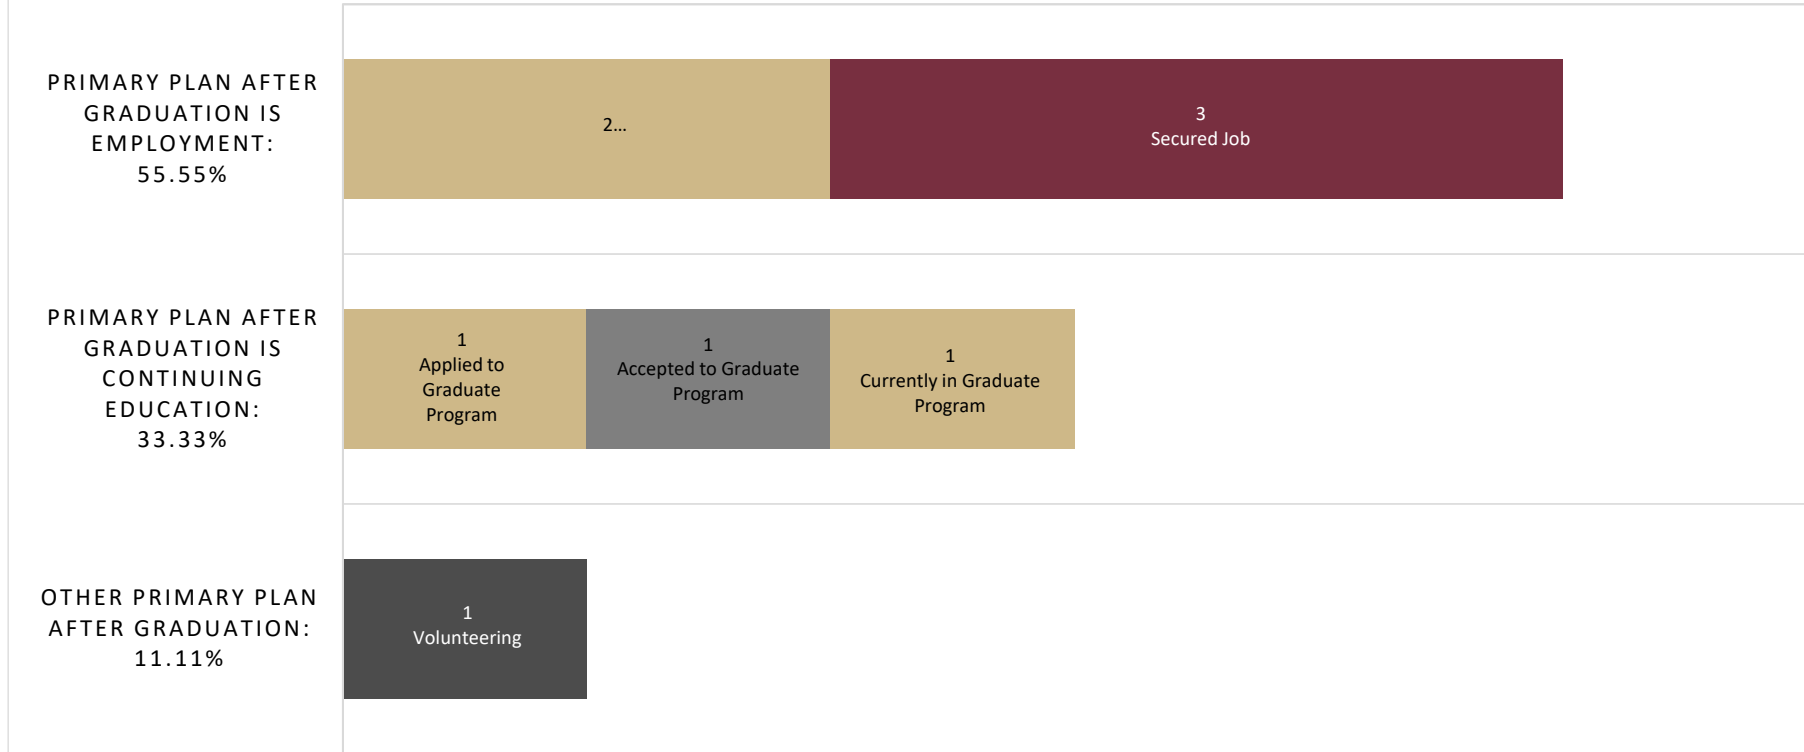 PRIMARY PLAN AFTER
GRADUATION IS
EMPLOYMENT:
55.55%
2...
3
Secured Job
PRIMARY PLAN AFTER
GRADUATION IS
CONTINUING
EDUCATION:
33.33%
1
Applied to
Graduate
Program
1
Accepted to Graduate
Program
1
Currently in Graduate
Program
OTHER PRIMARY PLAN
AFTER GRADUATION:
11.11%
1
Volunteering